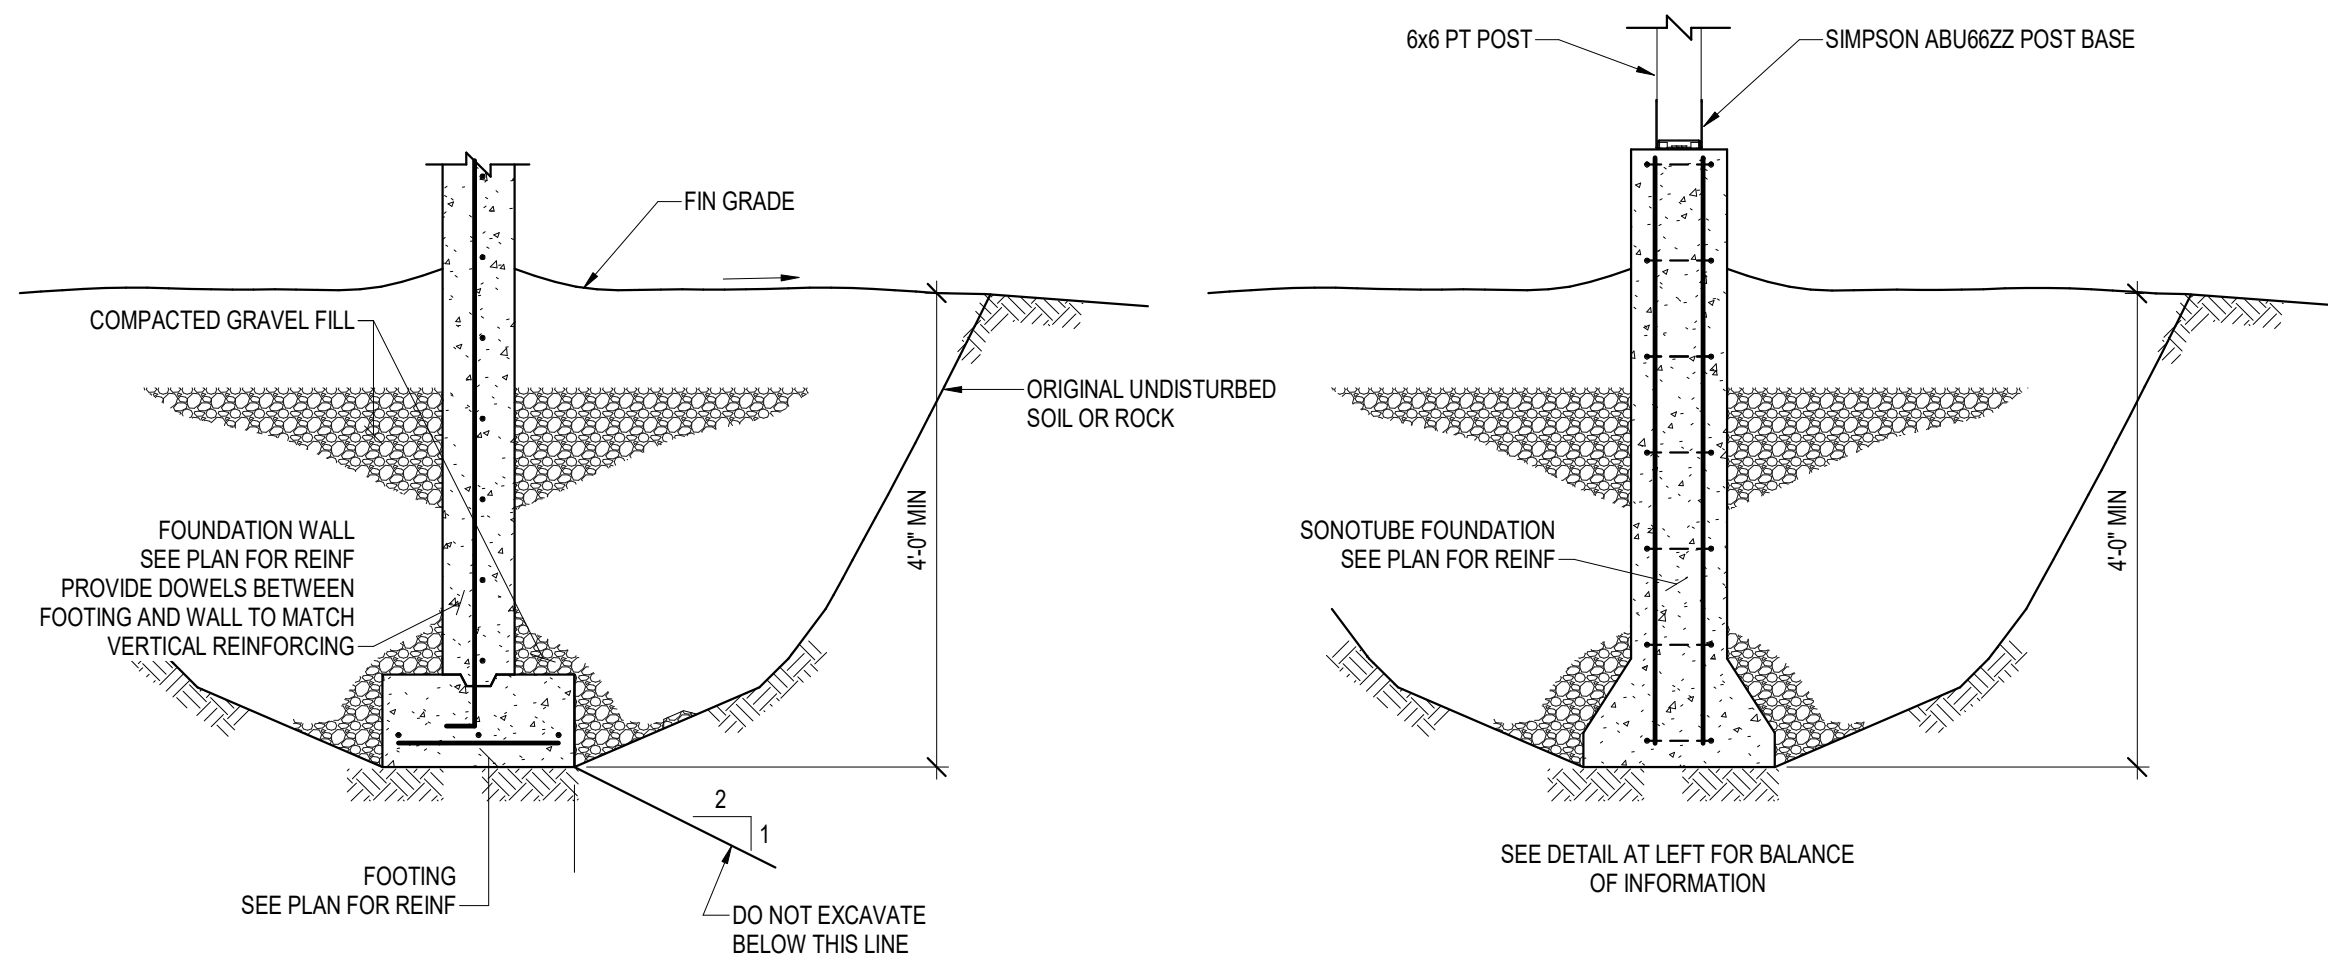 6x6 PT POST
SIMPSON ABU66ZZ POST BASE
FIN GRADE
COMPACTED GRAVEL FILL
ORIGINAL UNDISTURBED
SOIL OR ROCK
4'-0" MIN
FOUNDATION WALL
SEE PLAN FOR REINF
PROVIDE DOWELS BETWEEN
FOOTING AND WALL TO MATCH
VERTICAL REINFORCING
SONOTUBE FOUNDATION
SEE PLAN FOR REINF
4'-0" MIN
2
1
FOOTING
SEE PLAN FOR REINF
DO NOT EXCAVATE
BELOW THIS LINE
SEE DETAIL AT LEFT FOR BALANCE
OF INFORMATION